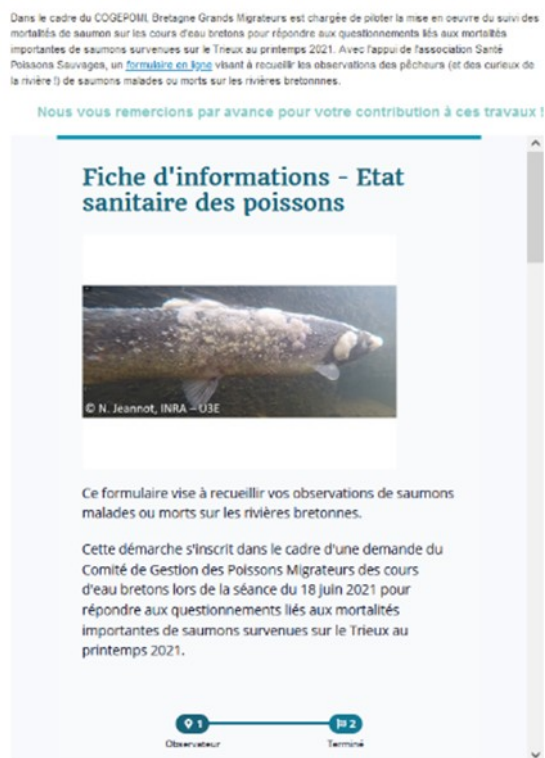 Dans le cadre du COGEPOMI, Bretagne Grands Migrateurs est chargée de piloter la mise en oeuvre du suivi des
mortalités de saumon sur les cours d'eau bretons pour répondre aux questionnements liés aux mortalités
importantes de saumons survenues sur le Trieux au printemps 2021. Avec l'appui de l'association Santé
Poissons Sauvages, un formulaire en ligne visant à recueillir les observations des pêcheurs (et des curieux de
la rivière !) de saumons malades ou morts sur les rivières bretonnnes.
Nous vous remercions par avance pour votre contribution à ces travaux !
Fiche d'informations - Etat
sanitaire des poissons
© N. Jeannot, INRA – U3E
Ce formulaire vise à recueillir vos observations de saumons
malades ou morts sur les rivières bretonnes.
Cette démarche s'inscrit dans le cadre d'une demande du
Comité de Gestion des Poissons Migrateurs des cours
d'eau bretons lors de la séance du 18 juin 2021 pour
répondre aux questionnements liés aux mortalités
importantes de saumons survenues sur le Trieux au
printemps 2021.
1 2
Observateur Terminé